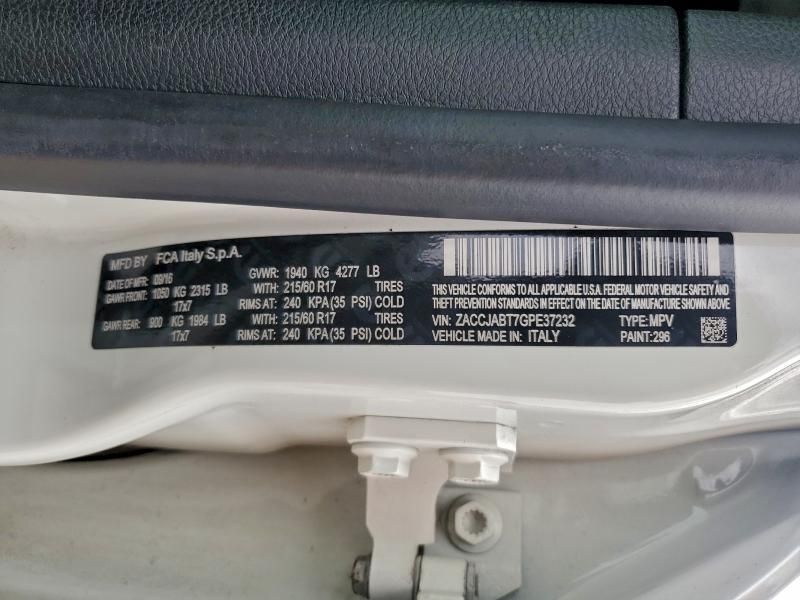 MFD BY FCA Italy S.p.A.
DATE OF MFR: 09/16 GVWR: 1940 KG 4277 LB
GAWR FRONT: 1050 KG 2315 LB WITH: 215/60 R17 TIRES
17x7 RIMS AT: 240 KPA(35 PSI) COLD
GAWR REAR: 900 KG 1984 LB WITH: 215/60 R17 TIRES
17x7 RIMS AT: 240 KPA(35 PSI) COLD
THIS VEHICLE CONFORMS TO ALL APPLICABLE U.S.A. FEDERAL MOTOR VEHICLE SAFETY
AND THEFT PREVENTION STANDARDS IN EFFECT ON THE DATE OF MANUFACTURE SHOWN ABOVE.
VIN: ZACCJABT7GPE37232 TYPE: MPV
VEHICLE MADE IN: ITALY PAINT: 296